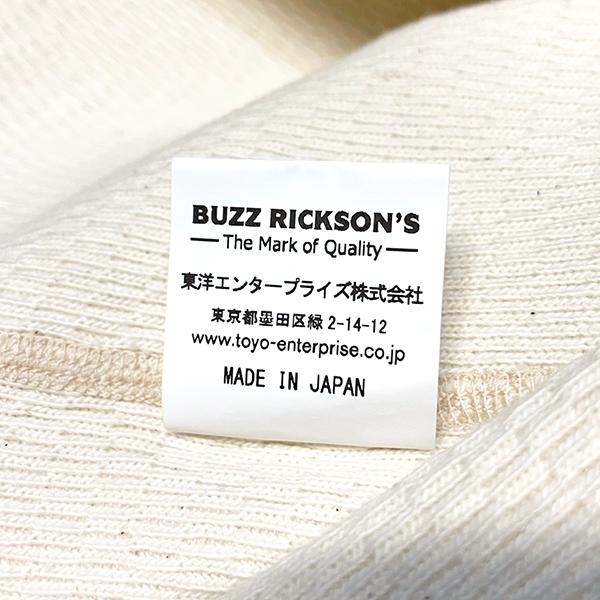 BUZZ RICKSON'S
The Mark of Quality
東洋エンタープライズ株式会社
東京都墨田区緑 2-14-12
www.toyo-enterprise.co.jp
MADE IN JAPAN